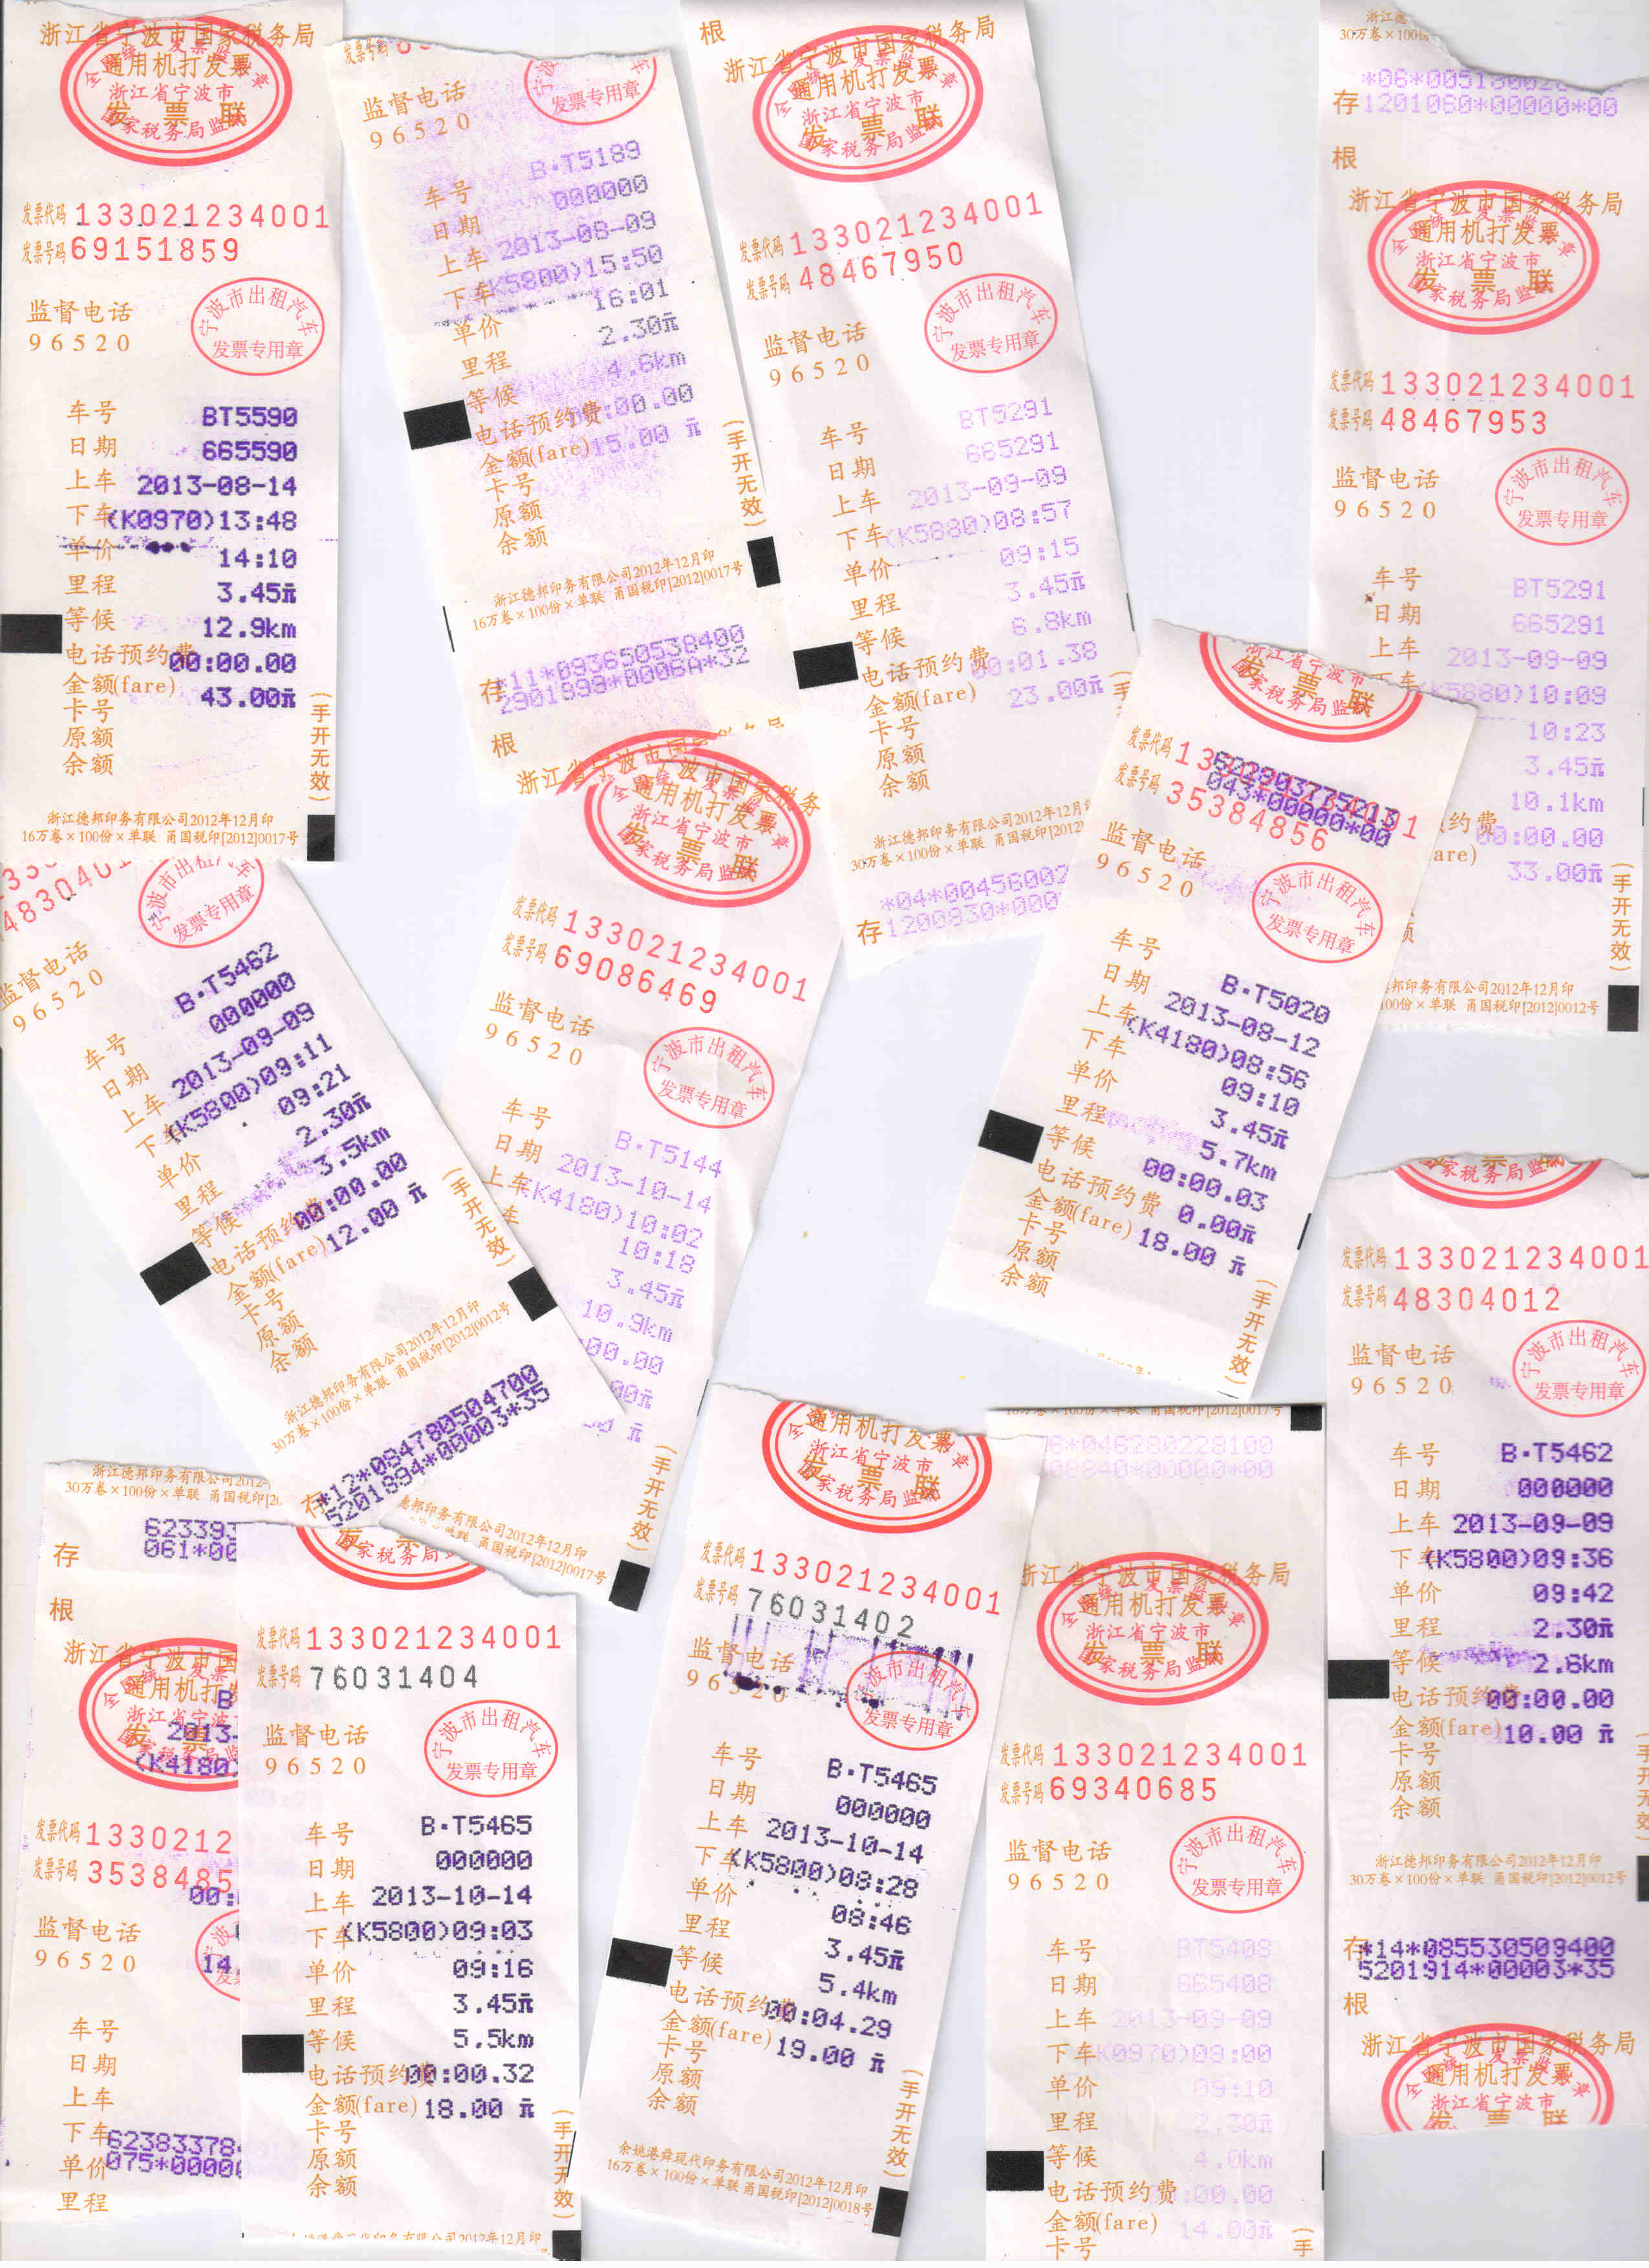 浙江省宁波市国家税务局
通用机打发票
浙江省宁波市
发票联
国家税务局监制
发票代码 133021234001
发票号码 69151859
监督电话
96520
宁波市出租汽车
发票专用章
车号 BT5590
日期 665590
上车 2013-08-14
下车 (K0970)13:48
单价 14:10
里程 3.45元
等候 12.9km
电话预约费 00:00.00
金额(fare) 43.00元
卡号
原额
余额
(手开无效)
浙江德邦印务有限公司2012年12月印
16万卷×100份×单联 甬国税印[2012]0017号
发票号码
监督电话
96520
发票专用章
车号 B·T5189
日期 000000
上车 2013-08-09
下车 (K5800)15:50
单价 16:01
里程 2.30元
等候 4.6km
电话预约费 :00.00
金额(fare) 15.00 元
卡号
原额
余额
(手开无效)
浙江德邦印务有限公司2012年12月印
16万卷×100份×单联 甬国税印[2012]0017号
存 *11*093650538400
2901999*0006A*32
根
根
浙江省宁波市国家税务局
通用机打发票
浙江省宁波市
发票联
国家税务局监制
发票代码 133021234001
发票号码 48467950
监督电话
96520
宁波市出租汽车
发票专用章
车号 BT5291
日期 665291
上车 2013-09-09
下车 (K5880)08:57
单价 09:15
里程 3.45元
等候 6.8km
电话预约费 00:01.38
金额(fare) 23.00元
卡号
原额
余额
浙江德邦印务有限公司2012年12月
30万卷×100份×单联 甬国税印[2012]
*04*00456002
存 1200830*000
浙江德
30万卷×100份
存 1201060*00000*00
根
浙江省宁波市国家税务局
通用机打发票
浙江省宁波市
发票联
国家税务局监制
发票代码 133021234001
发票号码 48467953
监督电话
96520
宁波市出租汽车
发票专用章
车号 BT5291
日期 665291
上车 2013-09-09
下车 (K5880)10:09
10:23
3.45元
10.1km
约费 00:00.00
are) 33.00元
(手开无效)
邦印务有限公司2012年12月印
100份×单联 甬国税印[2012]0012号
监督电话
96520
宁波市出租汽车
发票专用章
车号 B·T5462
日期 000000
上车 2013-09-09
下车 (K5800)09:11
单价 09:21
里程 2.30元
等候 3.5km
电话预约费 00:00.00
金额(fare) 12.00 元
卡号
原额
余额
(手开无效)
浙江德邦印务有限公司2012年12月印
30万卷×100份×单联 甬国税印[2012]0012号
存 *12*084780504700
5201994*00003*35
浙江省宁波市国家税务
通用机打发票
浙江省宁波市
发票联
国家税务局监制
发票代码 133021234001
发票号码 69086469
监督电话
96520
宁波市出租汽车
发票专用章
车号 B·T5144
日期 2013-10-14
上车 (K4180)10:02
车 10:18
3.45元
10.9km
00.00
(手开无效)
德邦印务有限公司2012年12月印
单联 甬国税印[2012]0017号
浙江省宁波市
发票联
国家税务局监制
发票代码
发票号码 35384856
043*00000*00
监督电话
96520
宁波市出租汽车
发票专用章
车号 B·T5020
日期 2013-08-12
上车 (K4180)08:56
下车 09:10
单价 3.45元
里程 5.7km
等候 00:00.03
电话预约费 0.00元
金额(fare) 18.00 元
卡号
原额
余额
(手开无效)
国家税务局监制
发票代码 133021234001
发票号码 48304012
监督电话
96520
宁波市出租汽车
发票专用章
车号 B·T5462
日期 000000
上车 2013-09-09
下车 (K5800)09:36
单价 09:42
里程 2.30元
等候 2.6km
电话预约费 00:00.00
金额(fare) 10.00 元
卡号
原额
余额
浙江德邦印务有限公司2012年12月印
30万卷×100份×单联 甬国税印[2012]0012号
存 *14*085530509400
5201914*00003*35
根
浙江省宁波市国家税务局
通用机打发票
浙江省宁波市
发票联
浙江德邦印务有限公司2012
30万卷×100份×单联 甬国税印[20
623393
存 061*00
根
浙江省宁波市国
通用机打
浙江省宁波
发票
2013-
(K4180)
发票代码 1330212
发票号码 3538485
00:
监督电话
96520
14.
车号
日期
上车
下车 62383378
单价 075*0000
里程
国家税务局监
发票代码 133021234001
发票号码 76031404
监督电话
96520
宁波市出租汽车
发票专用章
车号 B·T5465
日期 000000
上车 2013-10-14
下车 (K5800)09:03
单价 09:16
里程 3.45元
等候 5.5km
电话预约费 00:00.32
金额(fare) 18.00 元
卡号
原额
余额
(手开无效)
通用机打发票
浙江省宁波市
发票联
国家税务局监制
发票代码 133021234001
发票号码 76031402
监督电话
96520
宁波市出租汽车
发票专用章
车号 B·T5465
日期 000000
上车 2013-10-14
下车 (K5800)08:28
单价 08:46
里程 3.45元
等候 5.4km
电话预约费 00:04.29
金额(fare) 19.00 元
卡号
原额
余额
(手开无效)
余姚港舜现代印务有限公司2012年12月印
16万卷×100份×单联 甬国税印[2012]0018号
6*046280228100
08840*00000*00
浙江省宁波市国家税务局
通用机打发票
浙江省宁波市
发票联
国家税务局监制
发票代码 133021234001
发票号码 69340685
监督电话
96520
宁波市出租汽车
发票专用章
车号 BT5408
日期 665408
上车 2013-09-09
下车 (K0970)09:00
单价 09:10
里程 2.30元
等候 4.0km
电话预约费 :00.00
金额(fare) 14.00元
卡号
(手